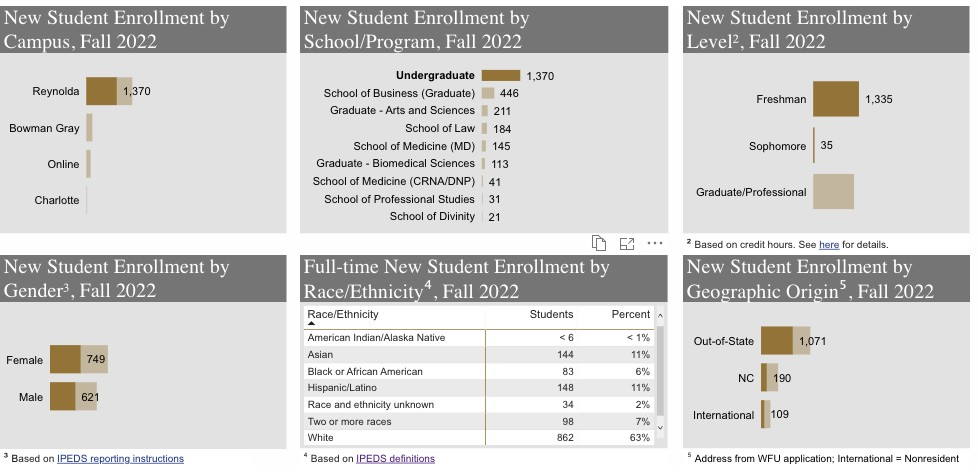 New Student Enrollment by
Campus, Fall 2022
Reynolda 1,370
Bowman Gray
Online
Charlotte
New Student Enrollment by
School/Program, Fall 2022
Undergraduate 1,370
School of Business (Graduate) 446
Graduate - Arts and Sciences 211
School of Law 184
School of Medicine (MD) 145
Graduate - Biomedical Sciences 113
School of Medicine (CRNA/DNP) 41
School of Professional Studies 31
School of Divinity 21
New Student Enrollment by
Level², Fall 2022
Freshman 1,335
Sophomore 35
Graduate/Professional
² Based on credit hours. See here for details.
New Student Enrollment by
Gender³, Fall 2022
Female 749
Male 621
³ Based on IPEDS reporting instructions
Full-time New Student Enrollment by
Race/Ethnicity⁴, Fall 2022
Race/Ethnicity Students Percent
American Indian/Alaska Native < 6 < 1%
Asian 144 11%
Black or African American 83 6%
Hispanic/Latino 148 11%
Race and ethnicity unknown 34 2%
Two or more races 98 7%
White 862 63%
⁴ Based on IPEDS definitions
New Student Enrollment by
Geographic Origin⁵, Fall 2022
Out-of-State 1,071
NC 190
International 109
⁵ Address from WFU application; International = Nonresident